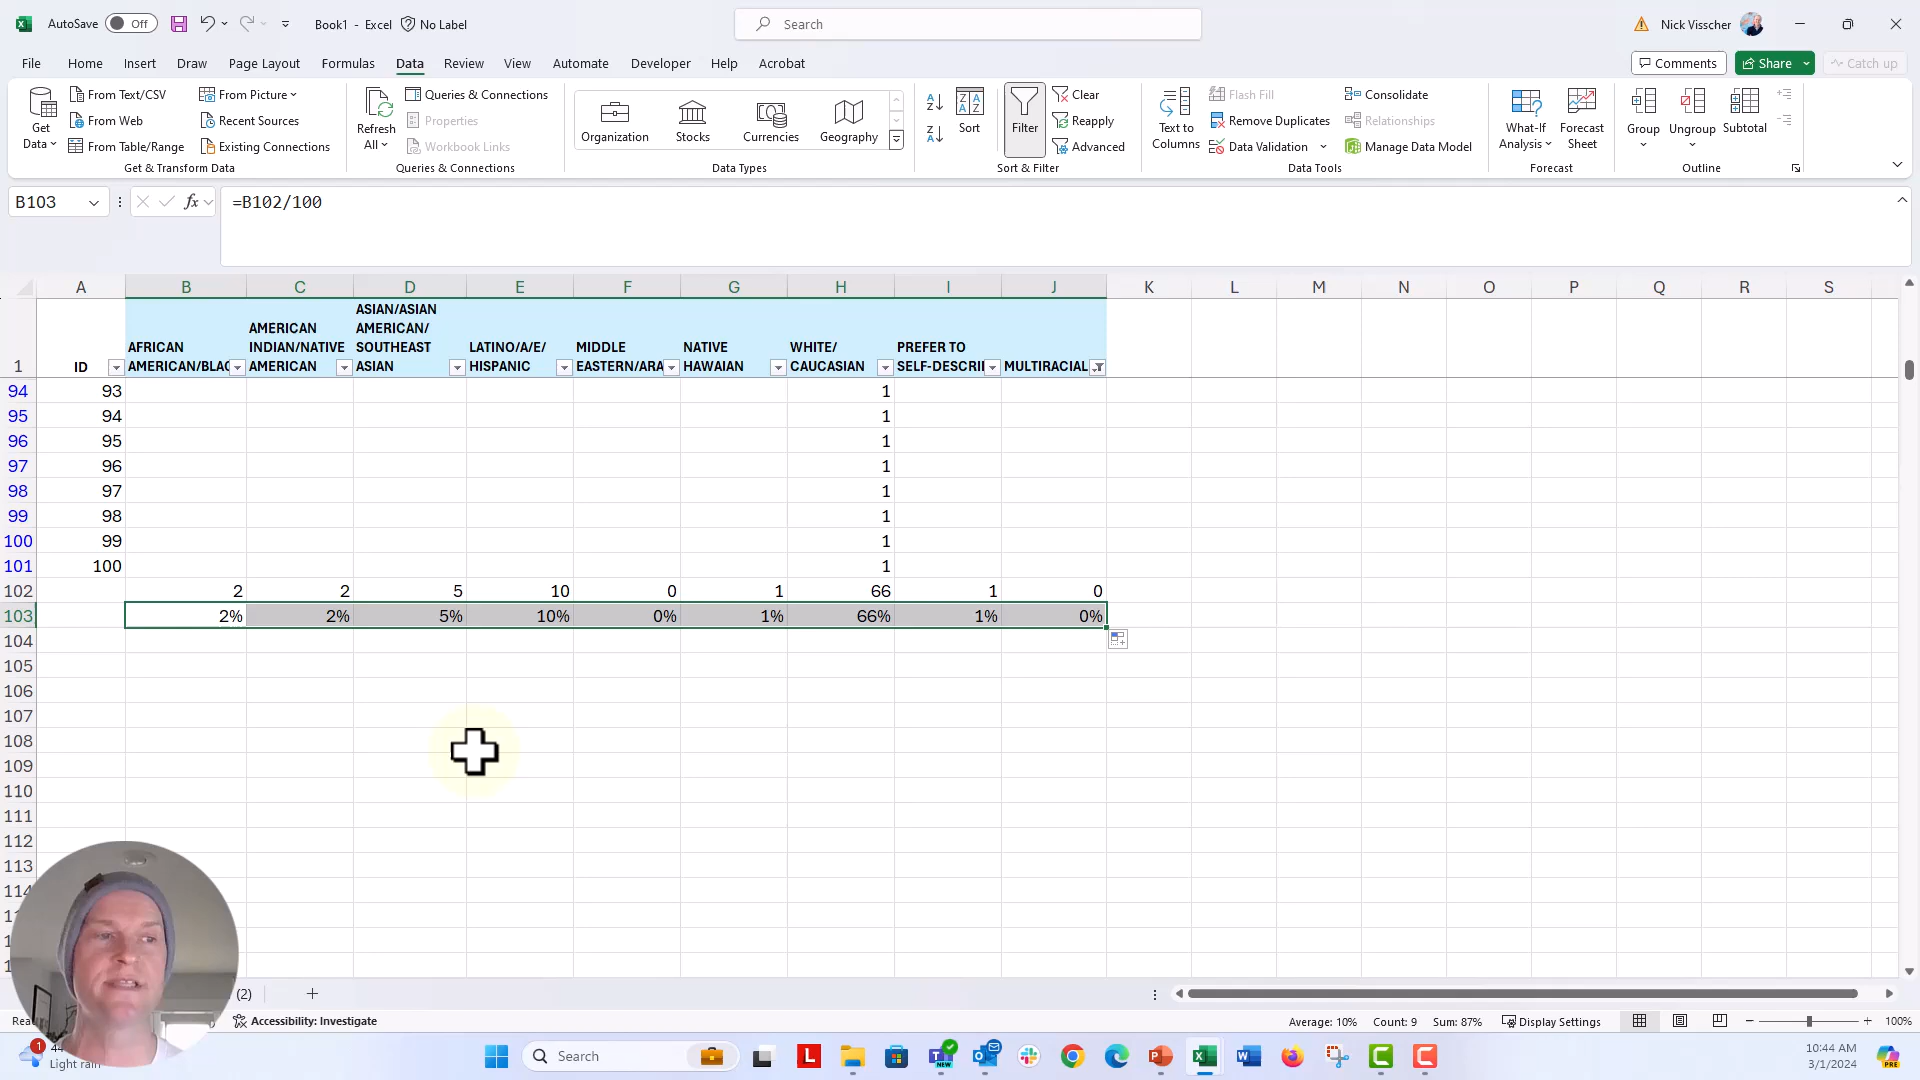 AutoSave Off Book1 - Excel No Label Search Nick Visscher
File Home Insert Draw Page Layout Formulas Data Review View Automate Developer Help Acrobat Comments Share Catch up
Get Data From Text/CSV From Picture Refresh All Queries & Connections Organization Stocks Currencies Geography Sort Filter Clear Text to Columns Flash Fill Consolidate What-If Analysis Forecast Sheet Group Ungroup Subtotal
From Web Recent Sources Properties Reapply Remove Duplicates Relationships
From Table/Range Existing Connections Workbook Links Advanced Data Validation Manage Data Model
Get & Transform Data Queries & Connections Data Types Sort & Filter Data Tools Forecast Outline
B103 fx =B102/100
A B C D E F G H I J K L M N O P Q R S
1 ID
AFRICAN
AMERICAN/BLAC
AMERICAN
INDIAN/NATIVE
AMERICAN
ASIAN/ASIAN
AMERICAN/
SOUTHEAST
ASIAN
LATINO/A/E/
HISPANIC
MIDDLE
EASTERN/ARA
NATIVE
HAWAIIAN
WHITE/
CAUCASIAN
PREFER TO
SELF-DESCRI
MULTIRACIAL
94 93 1
95 94 1
96 95 1
97 96 1
98 97 1
99 98 1
100 99 1
101 100 1
102 2 2 5 10 0 1 66 1 0
103 2% 2% 5% 10% 0% 1% 66% 1% 0%
104
105
106
107
108
109
110
111
112
113
(2)
Accessibility: Investigate Average: 10% Count: 9 Sum: 87% Display Settings 100%
1 Light rain Search L NEW 10:44 AM
3/1/2024 PRE